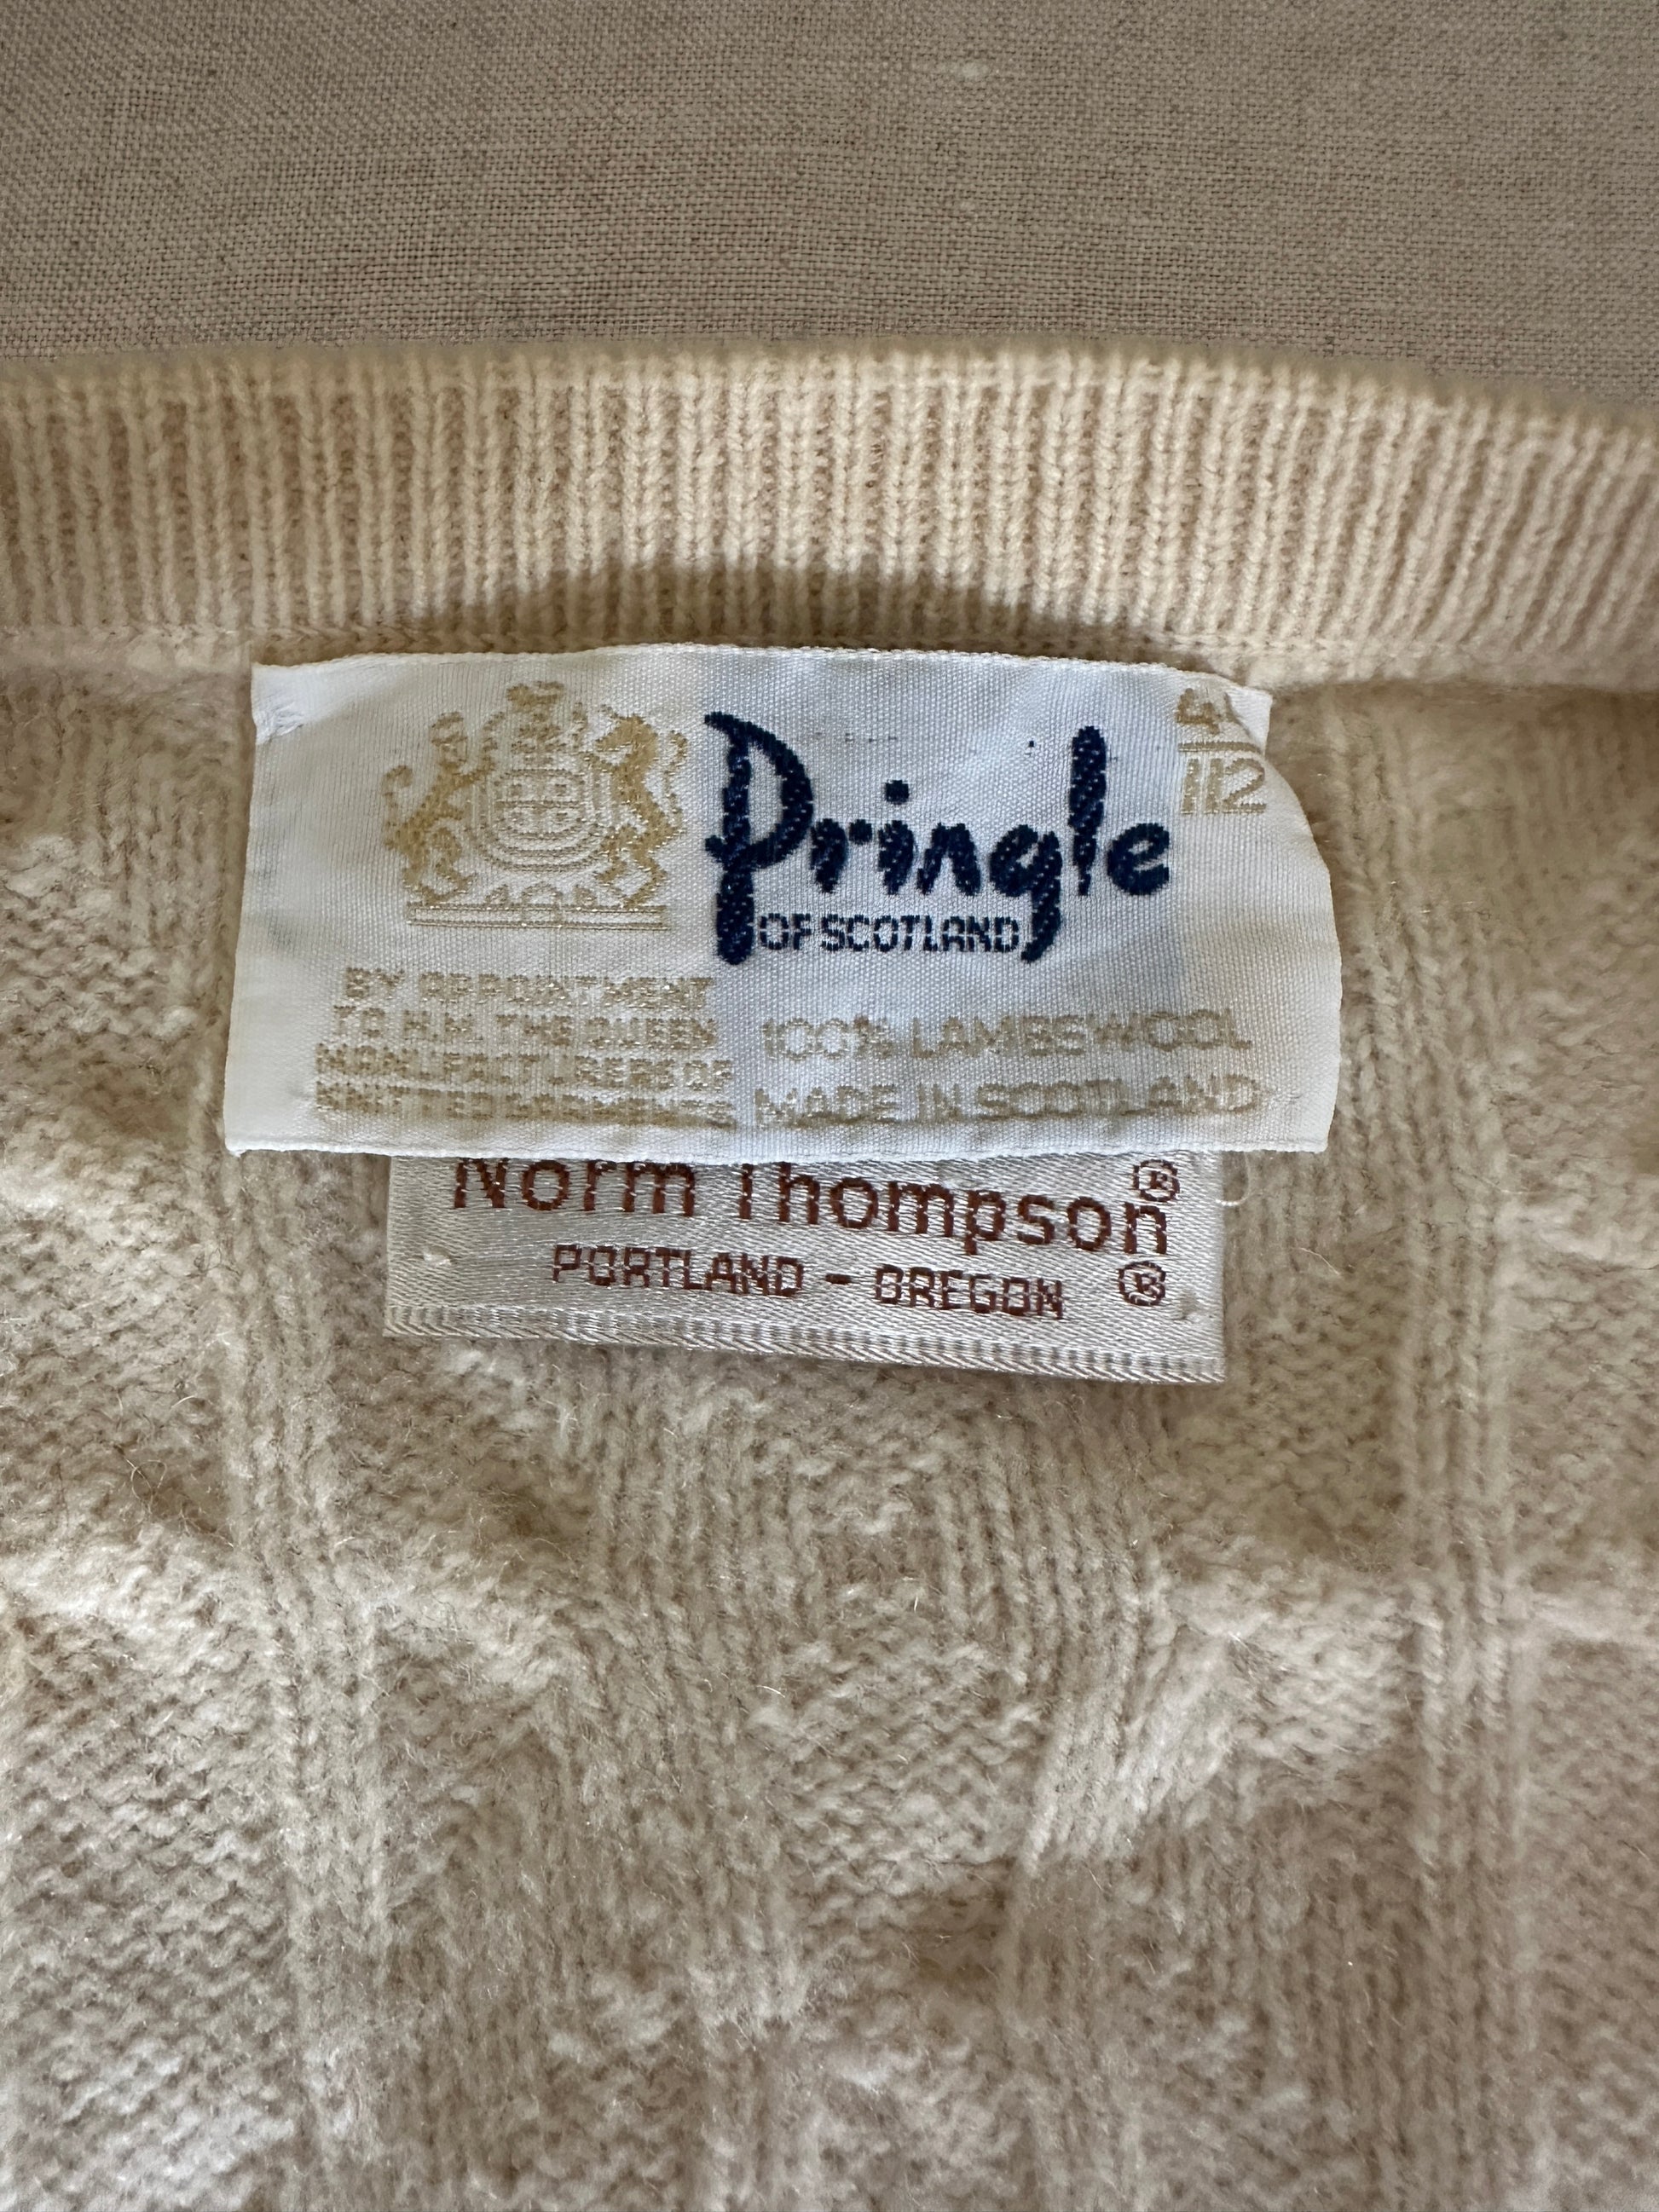 Pringle
OF SCOTLAND
112
BY APPOINTMENT
TO H.M. THE QUEEN
MANUFACTURERS OF
KNITTED GARMENTS
100% LAMBSWOOL
MADE IN SCOTLAND
Norm Thompson®
PORTLAND - OREGON ®